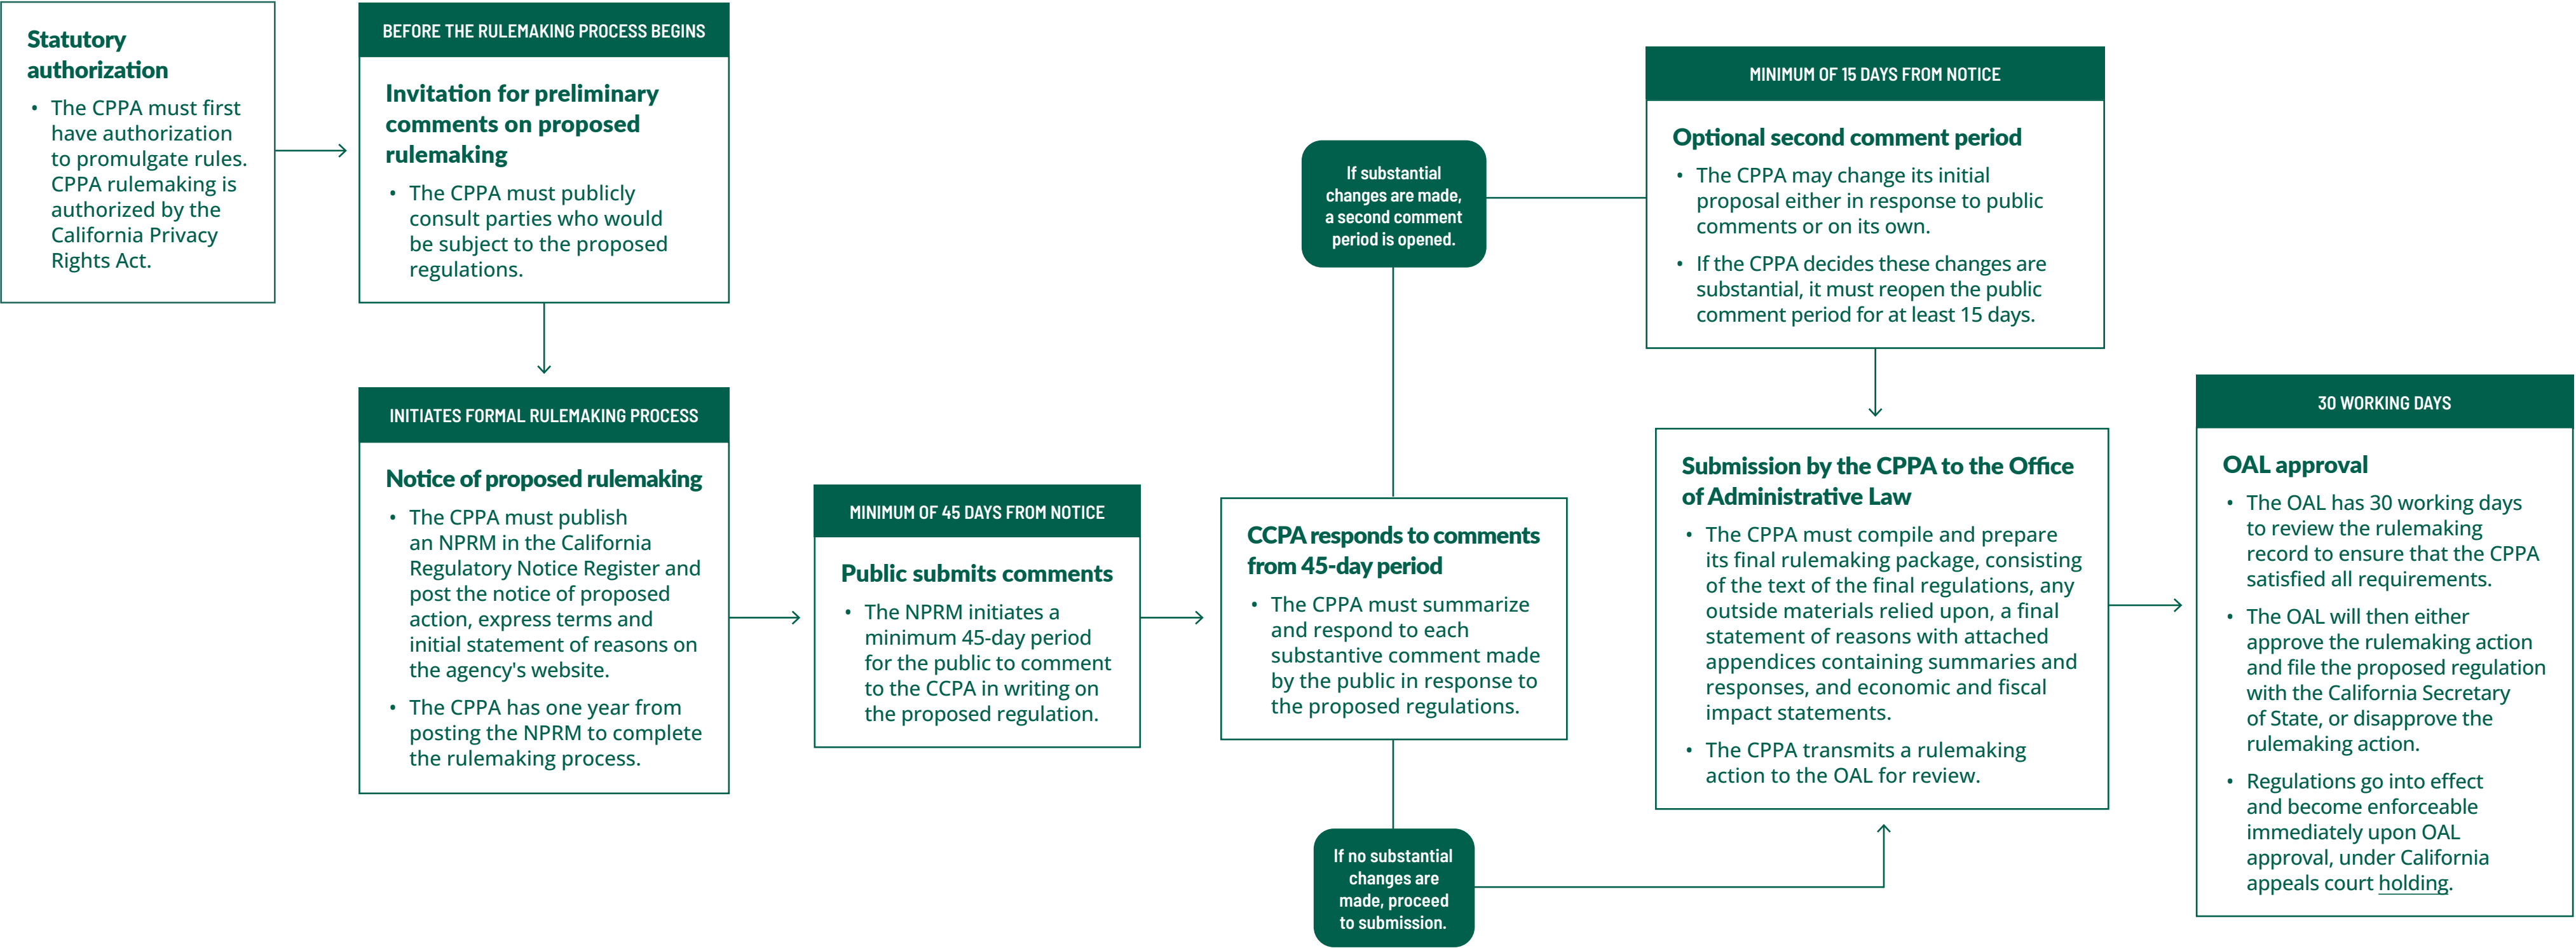 Statutory
authorization
• The CPPA must first
have authorization
to promulgate rules.
CPPA rulemaking is
authorized by the
California Privacy
Rights Act.
BEFORE THE RULEMAKING PROCESS BEGINS
Invitation for preliminary
comments on proposed
rulemaking
• The CPPA must publicly
consult parties who would
be subject to the proposed
regulations.
INITIATES FORMAL RULEMAKING PROCESS
Notice of proposed rulemaking
• The CPPA must publish
an NPRM in the California
Regulatory Notice Register and
post the notice of proposed
action, express terms and
initial statement of reasons on
the agency's website.
• The CPPA has one year from
posting the NPRM to complete
the rulemaking process.
MINIMUM OF 45 DAYS FROM NOTICE
Public submits comments
• The NPRM initiates a
minimum 45-day period
for the public to comment
to the CCPA in writing on
the proposed regulation.
CCPA responds to comments
from 45-day period
• The CPPA must summarize
and respond to each
substantive comment made
by the public in response to
the proposed regulations.
If substantial
changes are made,
a second comment
period is opened.
MINIMUM OF 15 DAYS FROM NOTICE
Optional second comment period
• The CPPA may change its initial
proposal either in response to public
comments or on its own.
• If the CPPA decides these changes are
substantial, it must reopen the public
comment period for at least 15 days.
If no substantial
changes are
made, proceed
to submission.
Submission by the CPPA to the Office
of Administrative Law
• The CPPA must compile and prepare
its final rulemaking package, consisting
of the text of the final regulations, any
outside materials relied upon, a final
statement of reasons with attached
appendices containing summaries and
responses, and economic and fiscal
impact statements.
• The CPPA transmits a rulemaking
action to the OAL for review.
30 WORKING DAYS
OAL approval
• The OAL has 30 working days
to review the rulemaking
record to ensure that the CPPA
satisfied all requirements.
• The OAL will then either
approve the rulemaking action
and file the proposed regulation
with the California Secretary
of State, or disapprove the
rulemaking action.
• Regulations go into effect
and become enforceable
immediately upon OAL
approval, under California
appeals court holding.